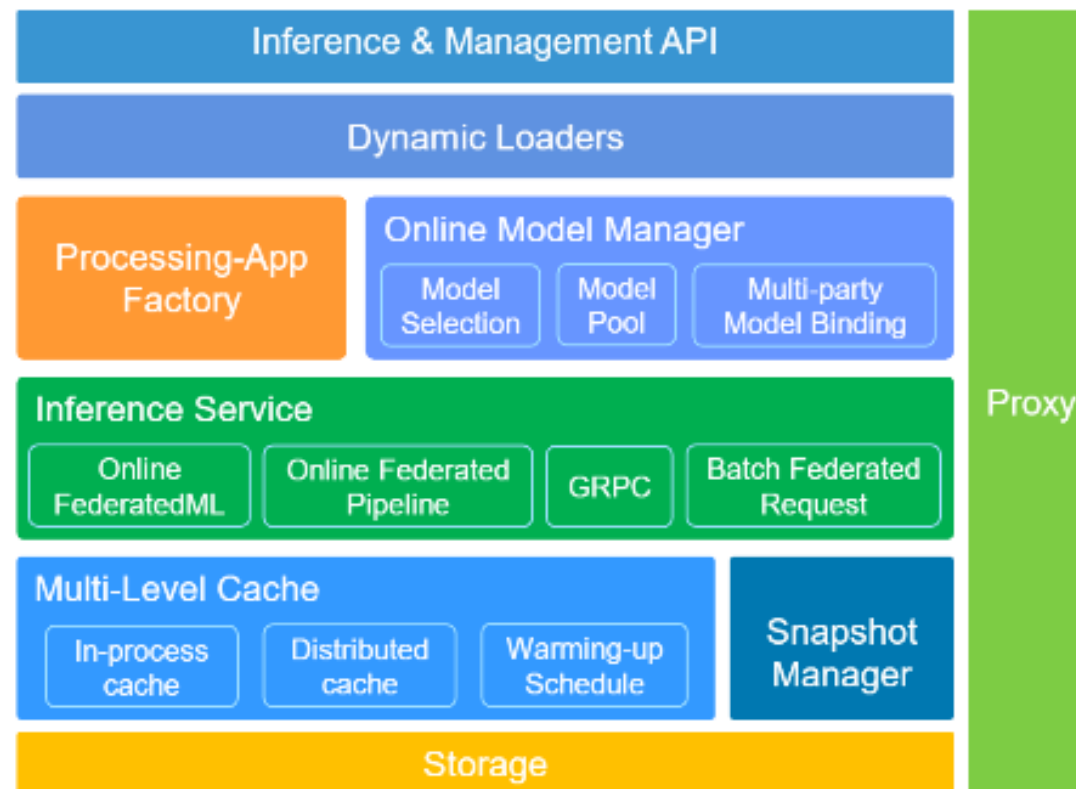 Inference & Management API
Dynamic Loaders
Processing-App
Factory
Online Model Manager
Model
Selection
Model
Pool
Multi-party
Model Binding
Inference Service
Online
FederatedML
Online Federated
Pipeline
GRPC
Batch Federated
Request
Multi-Level Cache
In-process
cache
Distributed
cache
Warming-up
Schedule
Snapshot
Manager
Storage
Proxy